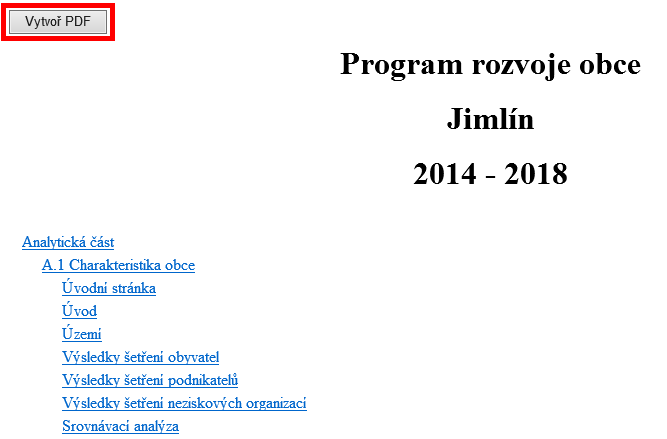 Vytvoř PDF
Program rozvoje obce
Jimlín
2014 - 2018
Analytická část
A.1 Charakteristika obce
Úvodní stránka
Úvod
Území
Výsledky šetření obyvatel
Výsledky šetření podnikatelů
Výsledky šetření neziskových organizací
Srovnávací analýza